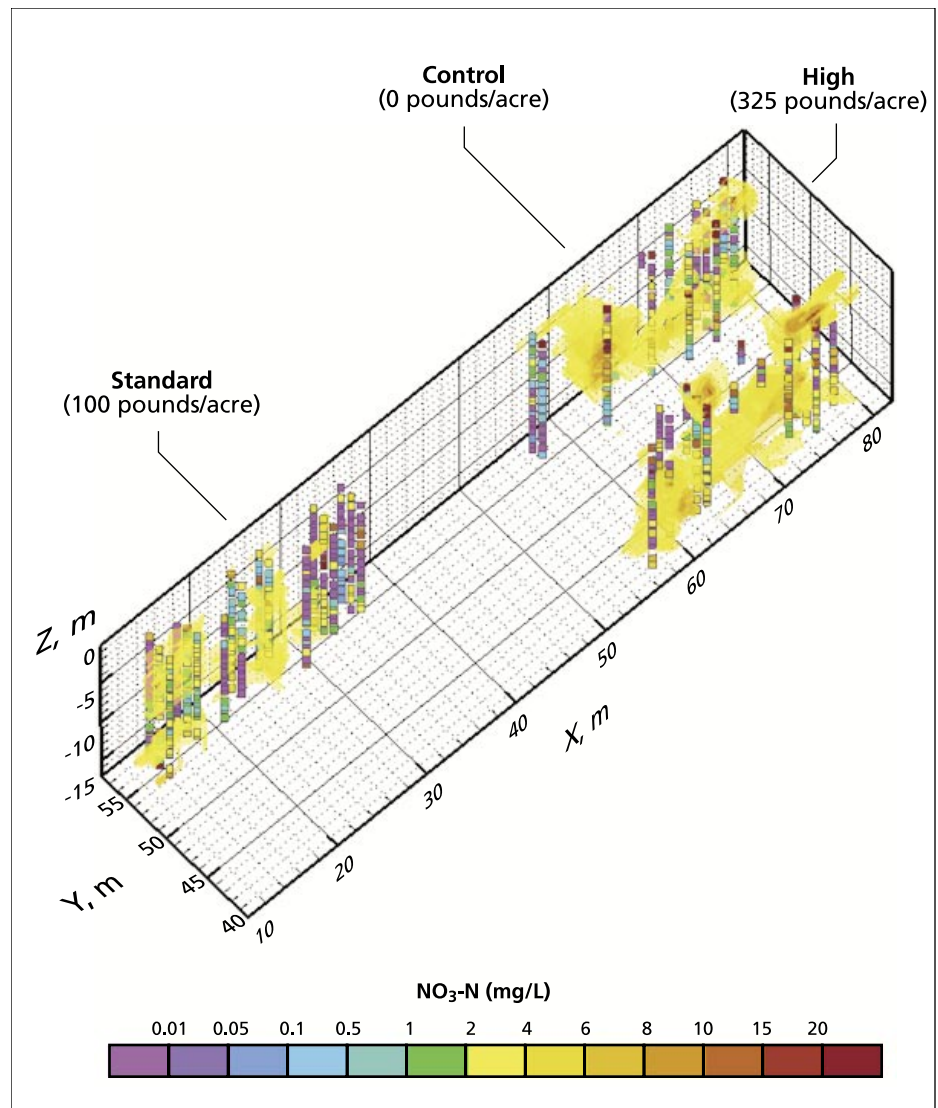 Control
(0 pounds/acre)
High
(325 pounds/acre)
Standard
(100 pounds/acre)
Z, m
0
-5
-10
-15
55
50
45
40
Y, m
10
20
30
40
50
60
70
80
X, m
NO₃-N (mg/L)
0.01 0.05 0.1 0.5 1 2 4 6 8 10 15 20